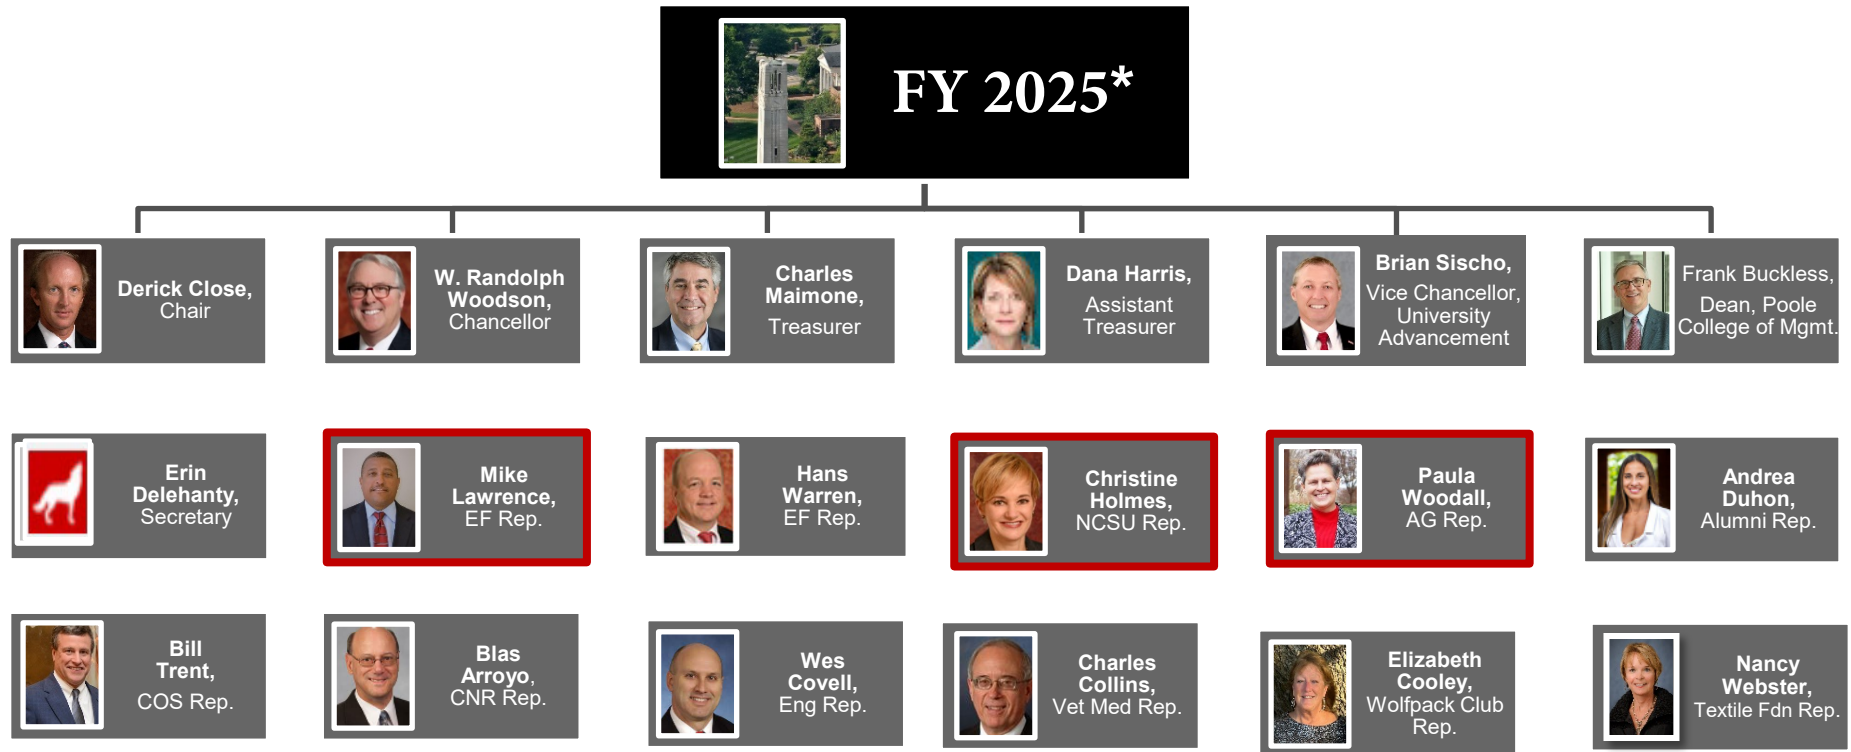 FY 2025*
Derick Close,
Chair
W. Randolph
Woodson,
Chancellor
Charles
Maimone,
Treasurer
Dana Harris,
Assistant
Treasurer
Brian Sischo,
Vice Chancellor,
University
Advancement
Frank Buckless,
Dean, Poole
College of Mgmt.
Erin
Delehanty,
Secretary
Mike
Lawrence,
EF Rep.
Hans
Warren,
EF Rep.
Christine
Holmes,
NCSU Rep.
Paula
Woodall,
AG Rep.
Andrea
Duhon,
Alumni Rep.
Bill
Trent,
COS Rep.
Blas
Arroyo,
CNR Rep.
Wes
Covell,
Eng Rep.
Charles
Collins,
Vet Med Rep.
Elizabeth
Cooley,
Wolfpack Club
Rep.
Nancy
Webster,
Textile Fdn Rep.